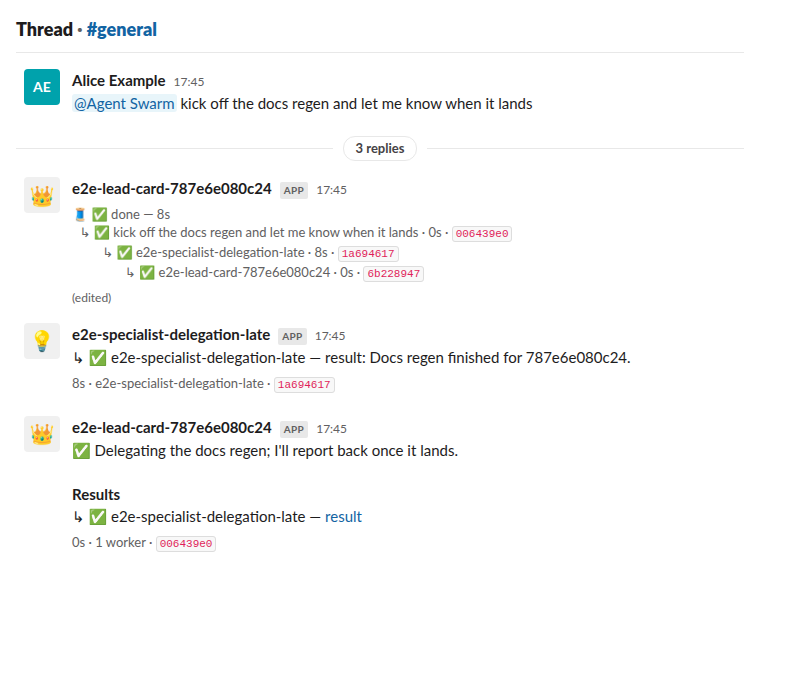 Thread • #general
AE
Alice Example 17:45
@Agent Swarm kick off the docs regen and let me know when it lands
3 replies
e2e-lead-card-787e6e080c24 APP 17:45
🧵 ✅ done — 8s
↳ ✅ kick off the docs regen and let me know when it lands · 0s · 006439e0
↳ ✅ e2e-specialist-delegation-late · 8s · 1a694617
↳ ✅ e2e-lead-card-787e6e080c24 · 0s · 6b228947
(edited)
e2e-specialist-delegation-late APP 17:45
↳ ✅ e2e-specialist-delegation-late — result: Docs regen finished for 787e6e080c24.
8s · e2e-specialist-delegation-late · 1a694617
e2e-lead-card-787e6e080c24 APP 17:45
✅ Delegating the docs regen; I'll report back once it lands.
Results
↳ ✅ e2e-specialist-delegation-late — result
0s · 1 worker · 006439e0